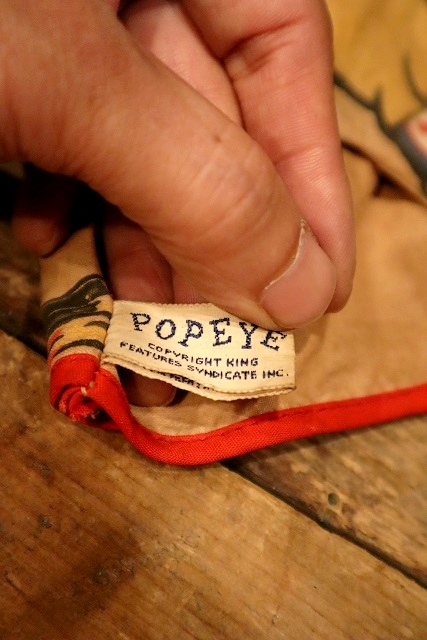 POPEYE
COPYRIGHT KING
FEATURES SYNDICATE INC.